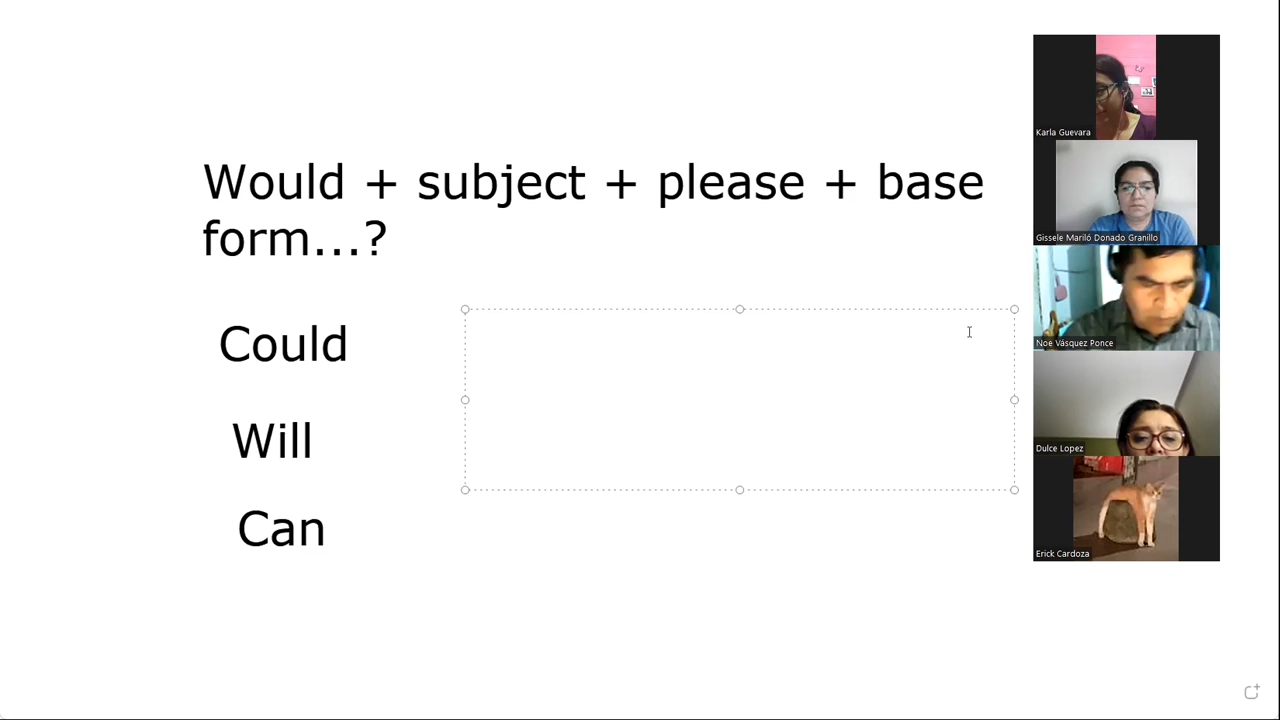 Would + subject + please + base
form...?
Could
Will
Can
Karla Guevara
Gissele Mariló Donado Granillo
Noe Vásquez Ponce
Dulce Lopez
Erick Cardoza